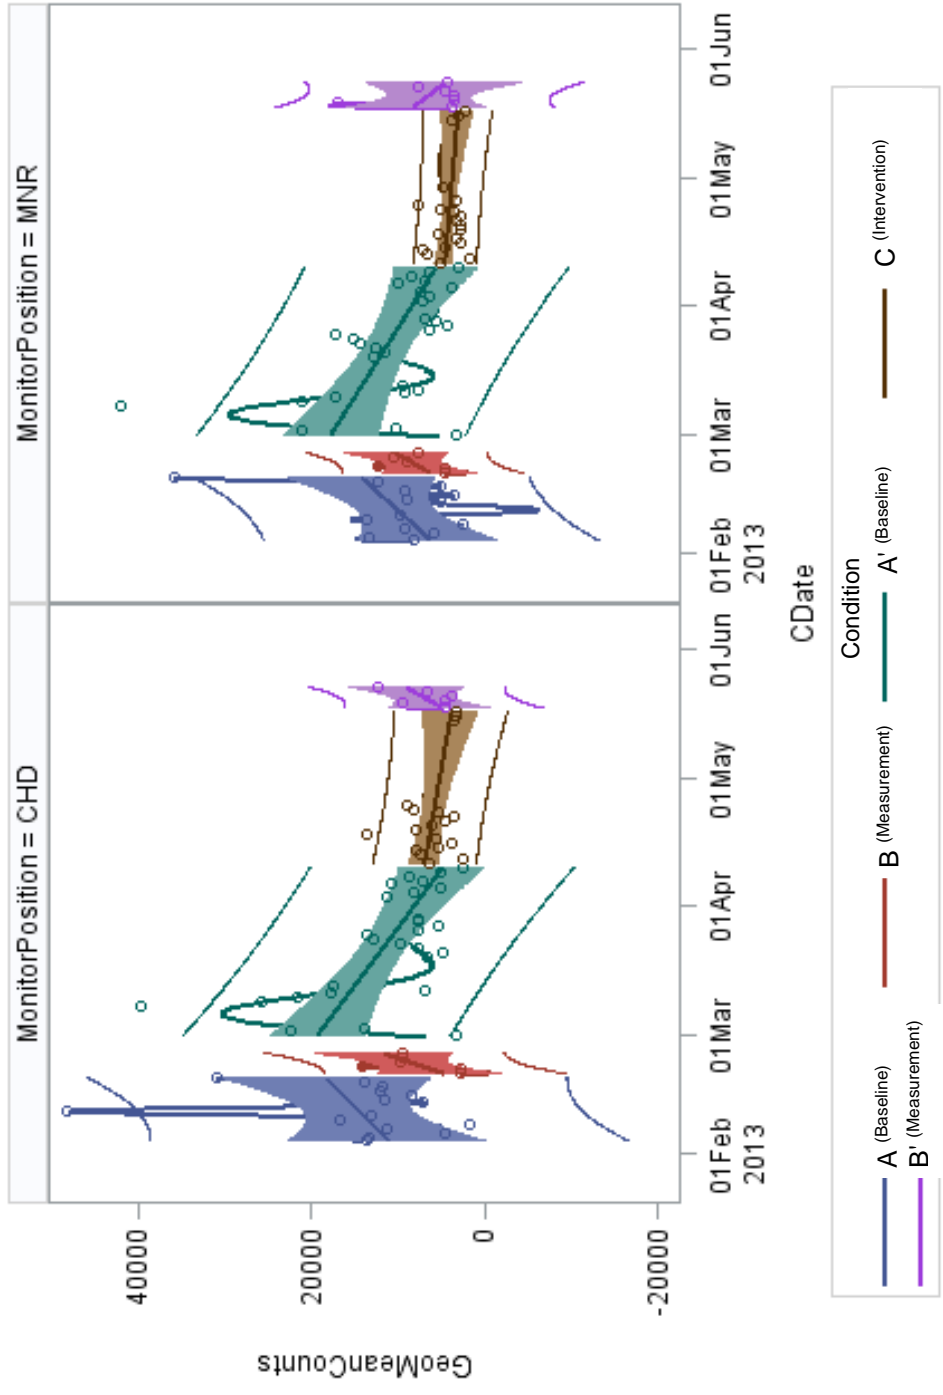 MonitorPosition = CHD
MonitorPosition = MNR
GeoMeanCounts
40000
20000
0
-20000
01Feb
2013
01Mar
01Apr
01May
01Jun
01Feb
2013
01Mar
01Apr
01May
01Jun
CDate
Condition
A (Baseline)
B (Measurement)
A' (Baseline)
C (Intervention)
B' (Measurement)